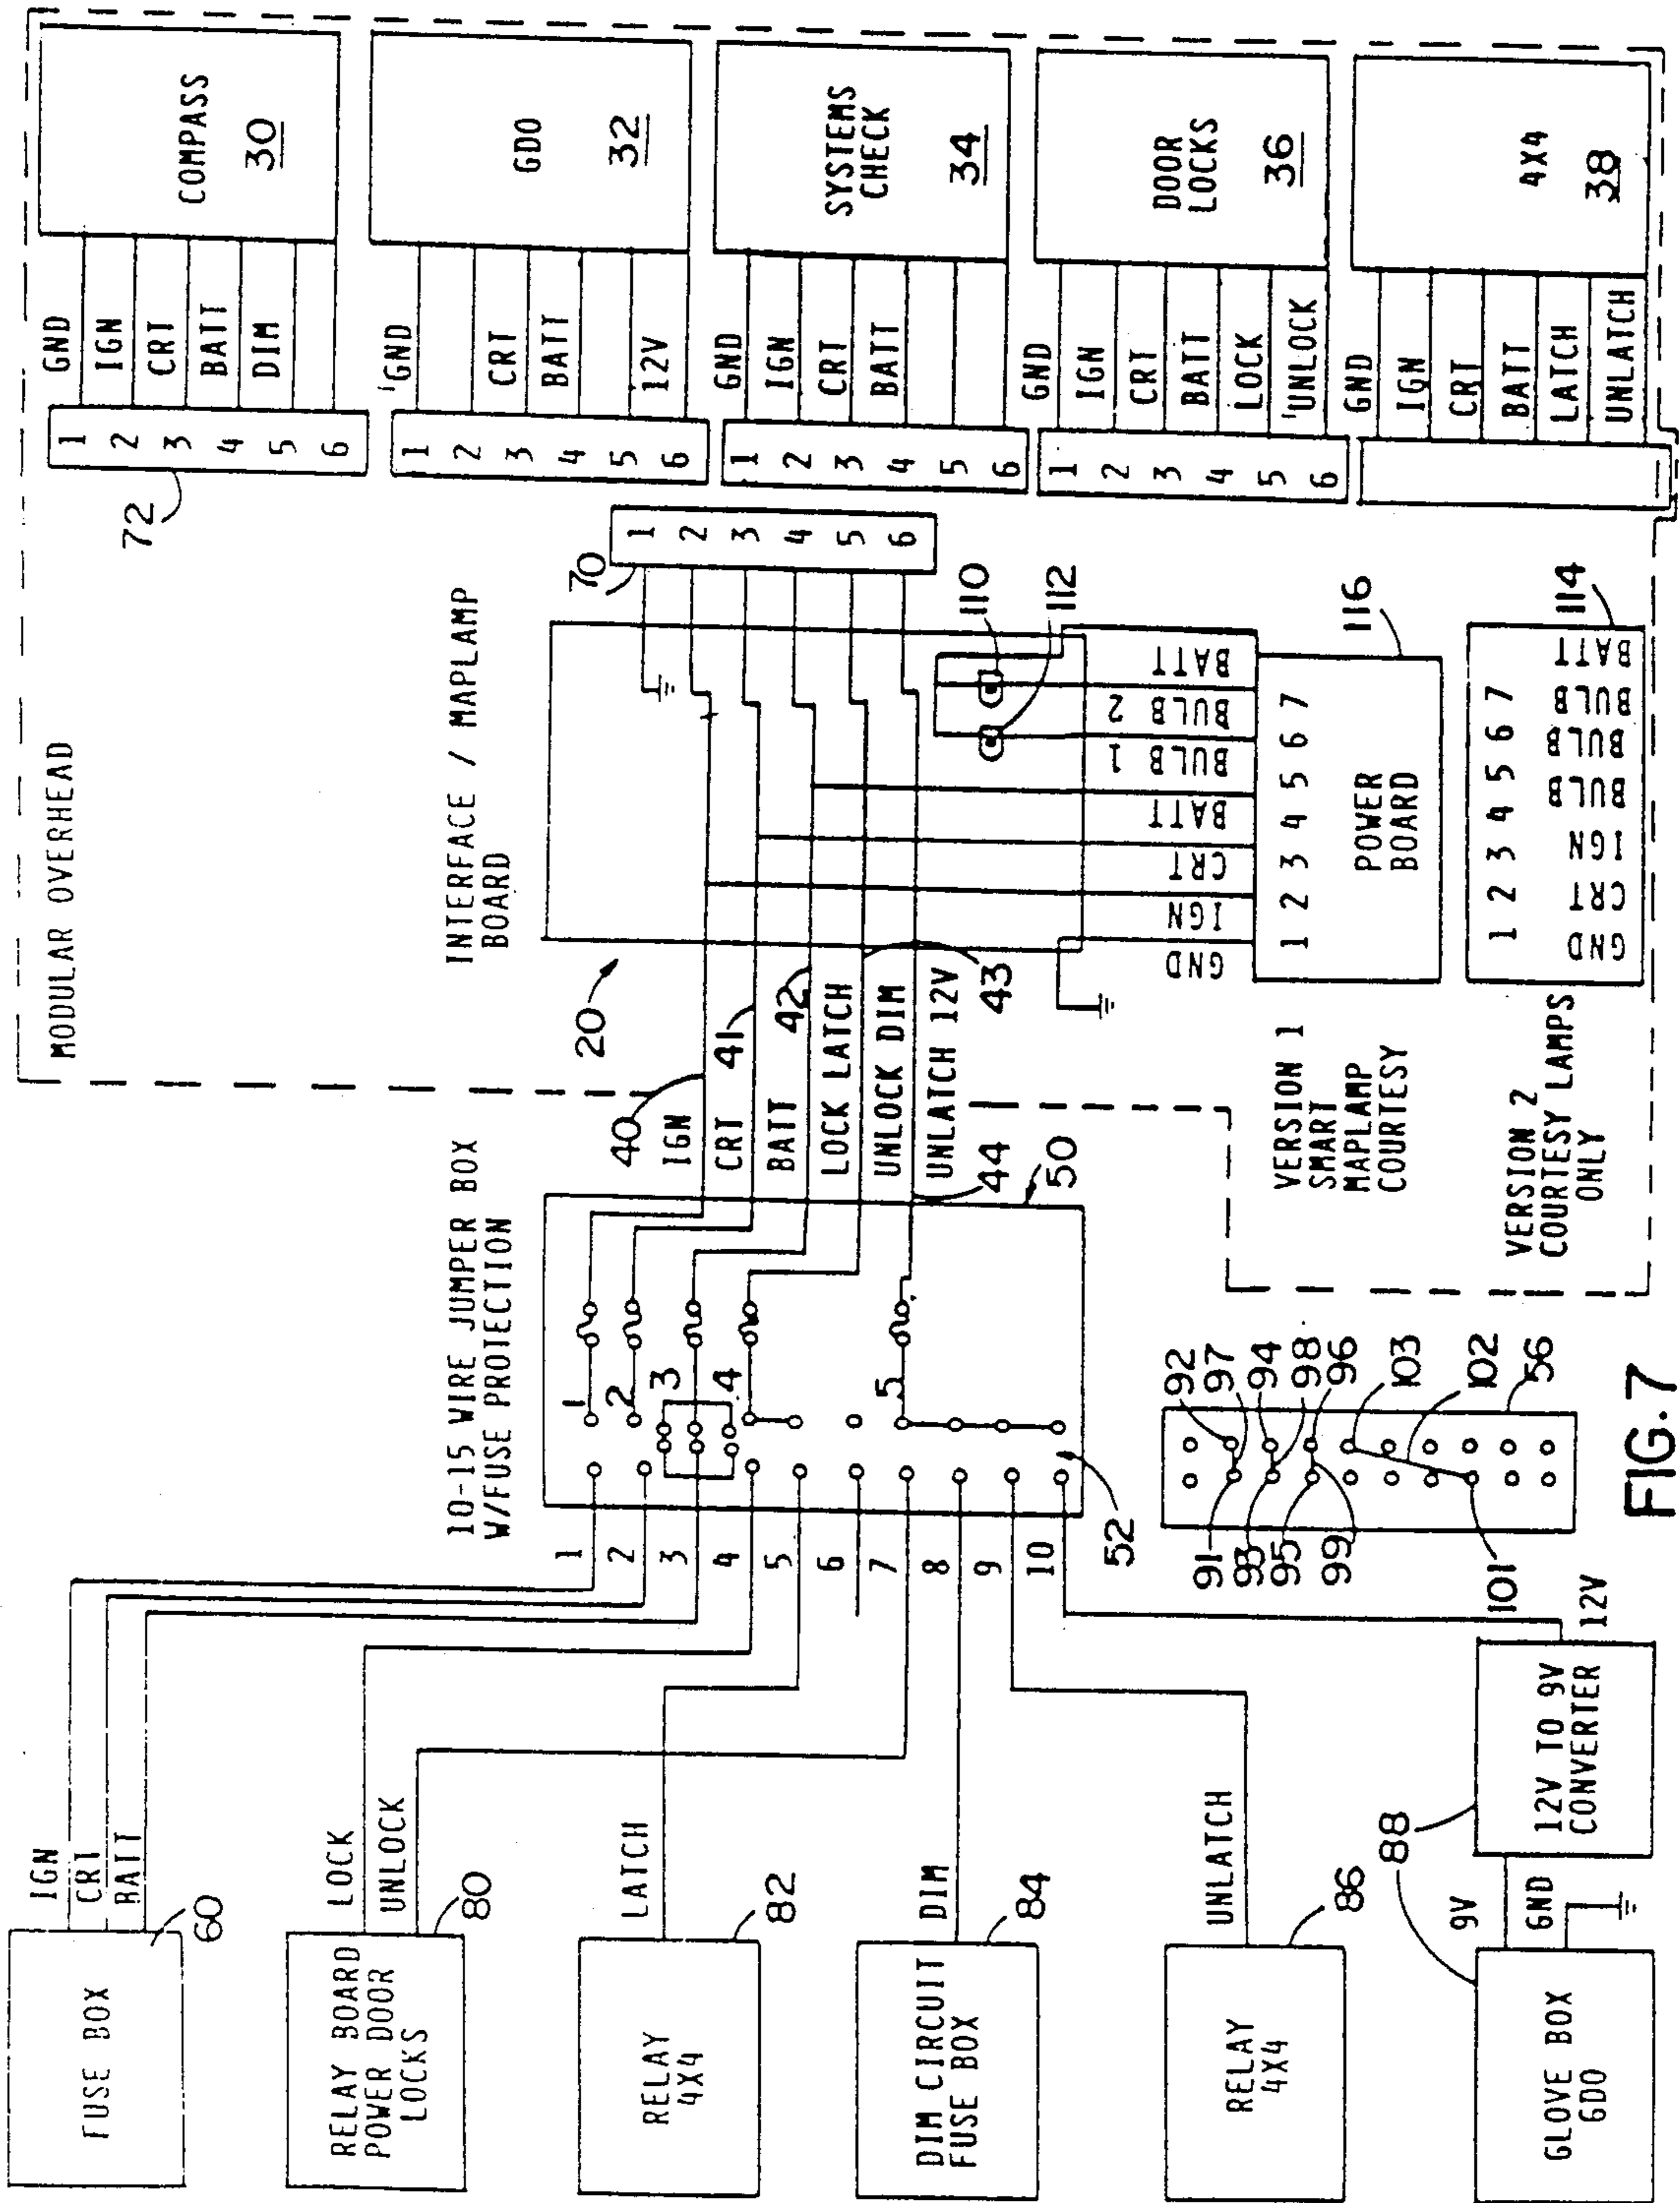 MODULAR OVERHEAD
FUSE BOX
60
IGN
CRT
BATT
RELAY BOARD
POWER DOOR
LOCKS
80
LOCK
UNLOCK
RELAY
4X4
82
LATCH
DIM CIRCUIT
FUSE BOX
84
DIM
RELAY
4X4
86
UNLATCH
GLOVE BOX
GDO
88
9V
GND
12V TO 9V
CONVERTER
12V
10-15 WIRE JUMPER BOX
W/FUSE PROTECTION
1
2
3
4
5
6
7
8
9
10
1
2
3
4
5
52
50
40
IGN
CRT
41
BATT
42
LOCK LATCH
UNLOCK DIM
43
UNLATCH 12V
44
91
93
95
99
101
92
97
94
98
96
103
102
56
20
INTERFACE / MAPLAMP
BOARD
70
1
2
3
4
5
6
110
112
GND
IGN
CRT
BATT
BULB 1
BULB 2
BATT
1 2 3 4 5 6 7
POWER
BOARD
116
VERSION 1
SMART
MAPLAMP
COURTESY
1 2 3 4 5 6 7
GND
CRT
IGN
BULB
BULB
BULB
BATT
114
VERSION 2
COURTESY LAMPS
ONLY
72
1
2
3
4
5
6
GND
IGN
CRT
BATT
DIM
COMPASS
30
1
2
3
4
5
6
'GND
CRT
BATT
12V
GDO
32
1
2
3
4
5
6
GND
IGN
CRT
BATT
SYSTEMS
CHECK
34
1
2
3
4
5
6
GND
IGN
CRT
BATT
LOCK
'UNLOCK
DOOR
LOCKS
36
GND
IGN
CRT
BATT
LATCH
UNLATCH
4X4
38
FIG. 7